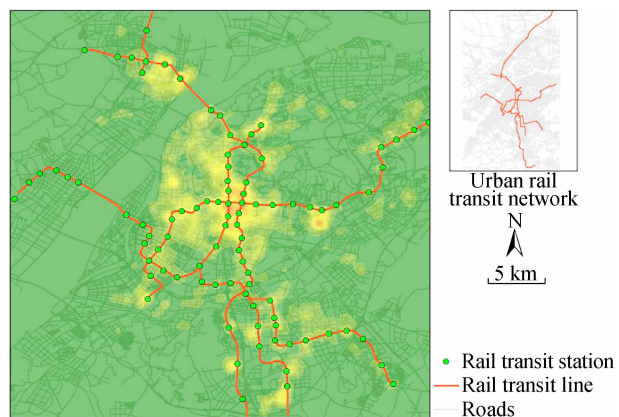 Urban rail
transit network
N
5 km
Rail transit station
Rail transit line
Roads